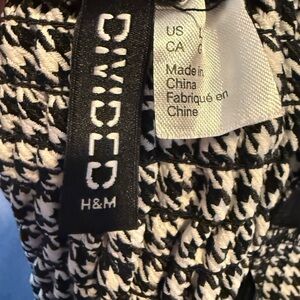 DIVIDED
H&M
US L
CA G
Made in
China
Fabriqué en
Chine